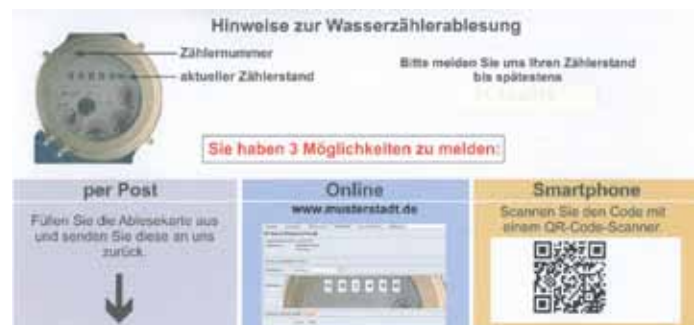 Hinweise zur Wasserzählerablesung
Zählernummer
aktueller Zählerstand
Bitte melden Sie uns Ihren Zählerstand
bis spätestens
Sie haben 3 Möglichkeiten zu melden:
per Post
Füllen Sie die Ablesekarte aus
und senden Sie diese an uns
zurück.
Online
www.musterstadt.de
Smartphone
Scannen Sie den Code mit
einem QR-Code-Scanner.